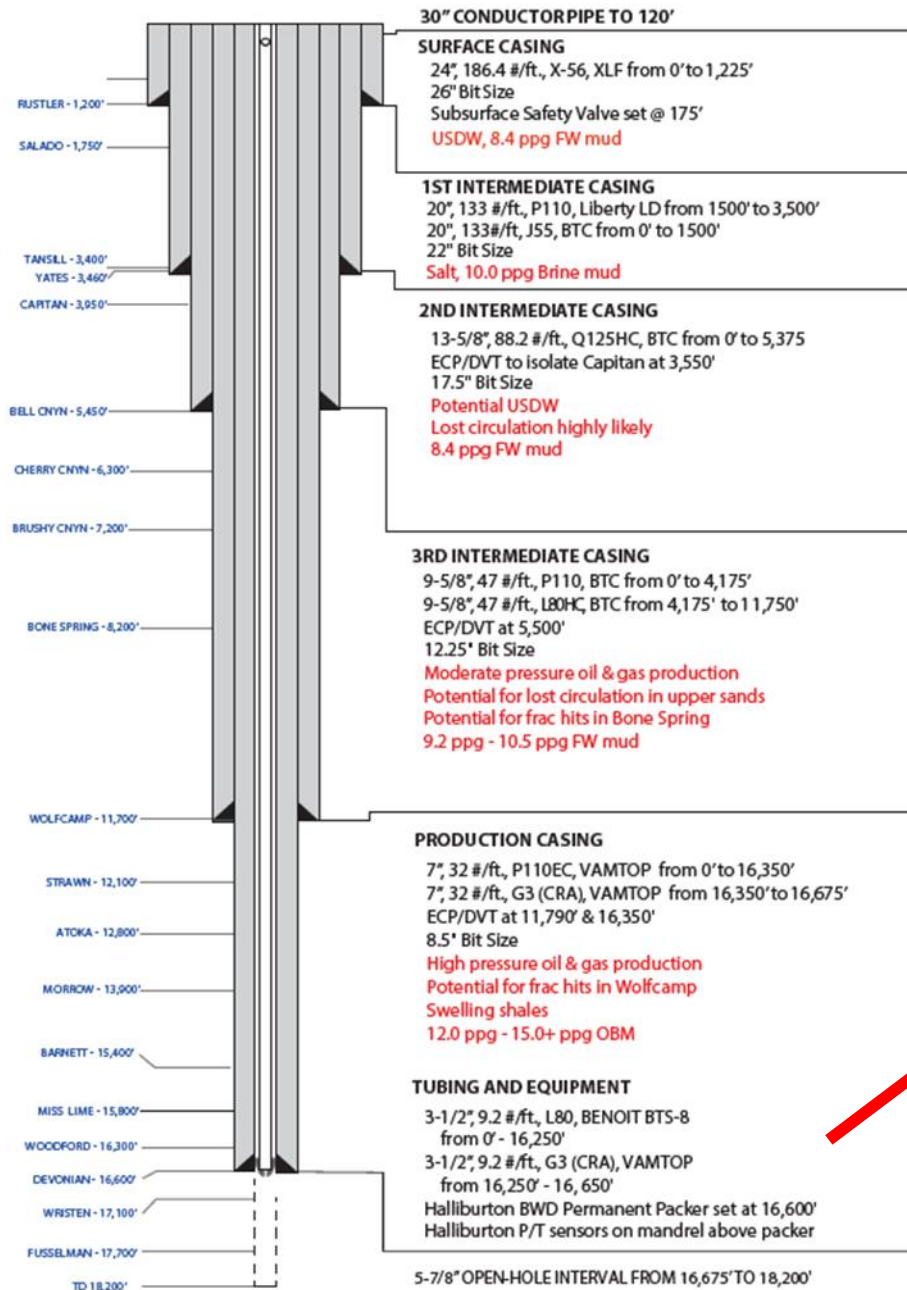 30" CONDUCTOR PIPE TO 120'
SURFACE CASING
24", 186.4 #/ft., X-56, XLF from 0' to 1,225'
26" Bit Size
Subsurface Safety Valve set @ 175'
USDW, 8.4 ppg FW mud
1ST INTERMEDIATE CASING
20", 133 #/ft., P110, Liberty LD from 1500' to 3,500'
20", 133#/ft, J55, BTC from 0' to 1500'
22" Bit Size
Salt, 10.0 ppg Brine mud
2ND INTERMEDIATE CASING
13-5/8", 88.2 #/ft., Q125HC, BTC from 0' to 5,375
ECP/DVT to isolate Capitan at 3,550'
17.5" Bit Size
Potential USDW
Lost circulation highly likely
8.4 ppg FW mud
3RD INTERMEDIATE CASING
9-5/8", 47 #/ft., P110, BTC from 0' to 4,175'
9-5/8", 47 #/ft., L80HC, BTC from 4,175' to 11,750'
ECP/DVT at 5,500'
12.25" Bit Size
Moderate pressure oil & gas production
Potential for lost circulation in upper sands
Potential for frac hits in Bone Spring
9.2 ppg - 10.5 ppg FW mud
PRODUCTION CASING
7", 32 #/ft., P110EC, VAMTOP from 0' to 16,350'
7", 32 #/ft., G3 (CRA), VAMTOP from 16,350' to 16,675'
ECP/DVT at 11,790' & 16,350'
8.5" Bit Size
High pressure oil & gas production
Potential for frac hits in Wolfcamp
Swelling shales
12.0 ppg - 15.0+ ppg OBM
TUBING AND EQUIPMENT
3-1/2", 9.2 #/ft., L80, BENOIT BTS-8
from 0' - 16,250'
3-1/2", 9.2 #/ft., G3 (CRA), VAMTOP
from 16,250' - 16, 650'
Halliburton BWD Permanent Packer set at 16,600'
Halliburton P/T sensors on mandrel above packer
5-7/8" OPEN-HOLE INTERVAL FROM 16,675' TO 18,200'
RUSTLER - 1,200'
SALADO - 1,750'
TANSILL - 3,400'
YATES - 3,460'
CAPITAN - 3,950'
BELL CNYN - 5,450'
CHERRY CNYN - 6,300'
BRUSHY CNYN - 7,200'
BONE SPRING - 8,200'
WOLFCAMP - 11,700'
STRAWN - 12,100'
ATOKA - 12,800'
MORROW - 13,900'
BARNETT - 15,400'
MISS LIME - 15,800'
WOODFORD - 16,300'
DEVONIAN - 16,600'
WRISTEN - 17,100'
FUSSELMAN - 17,700'
TD 18,200'